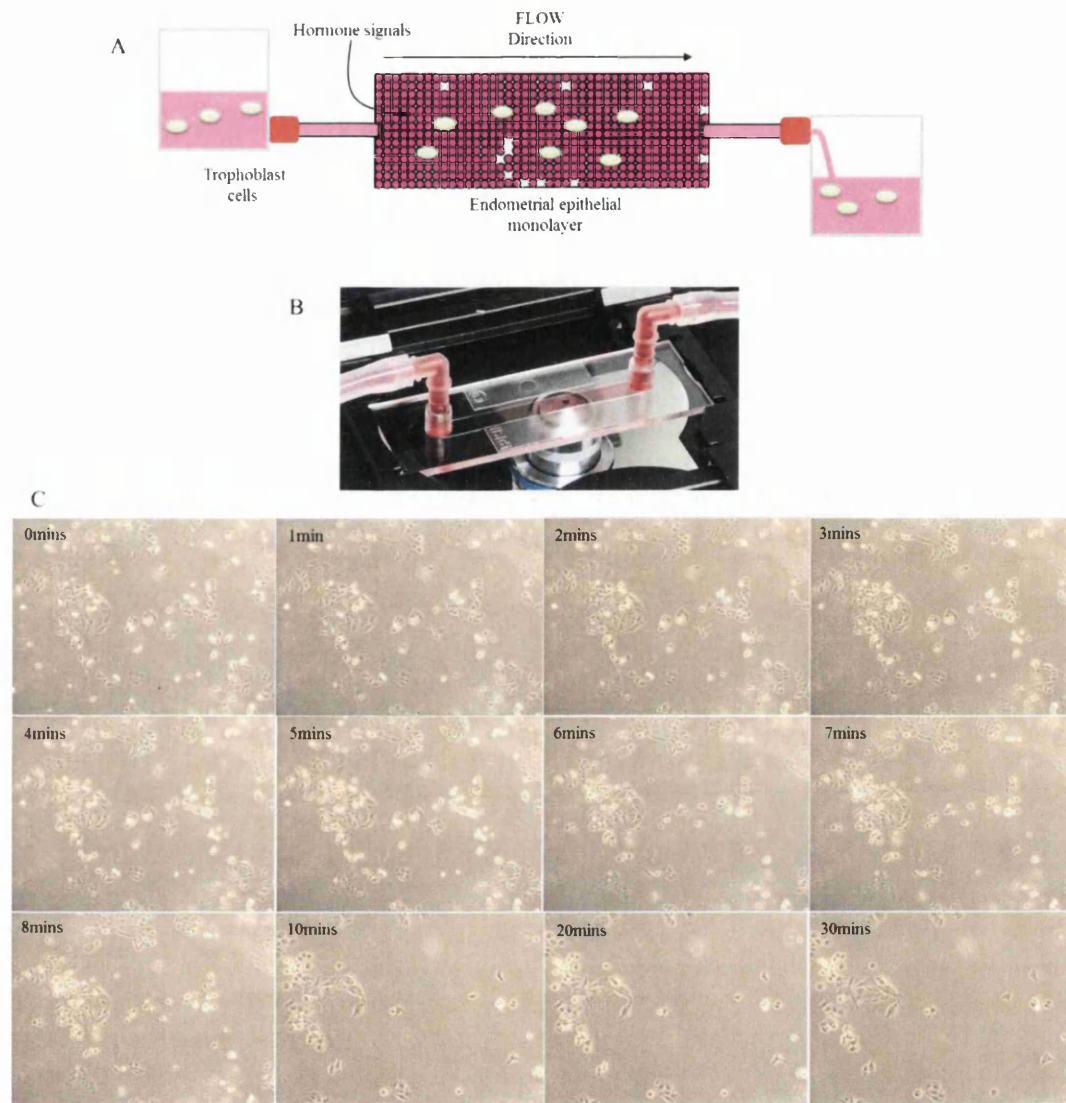 A
Hormone signals
FLOW
Direction
Trophoblast
cells
Endometrial epithelial
monolayer
B
C
0mins
1min
2mins
3mins
4mins
5mins
6mins
7mins
8mins
10mins
20mins
30mins